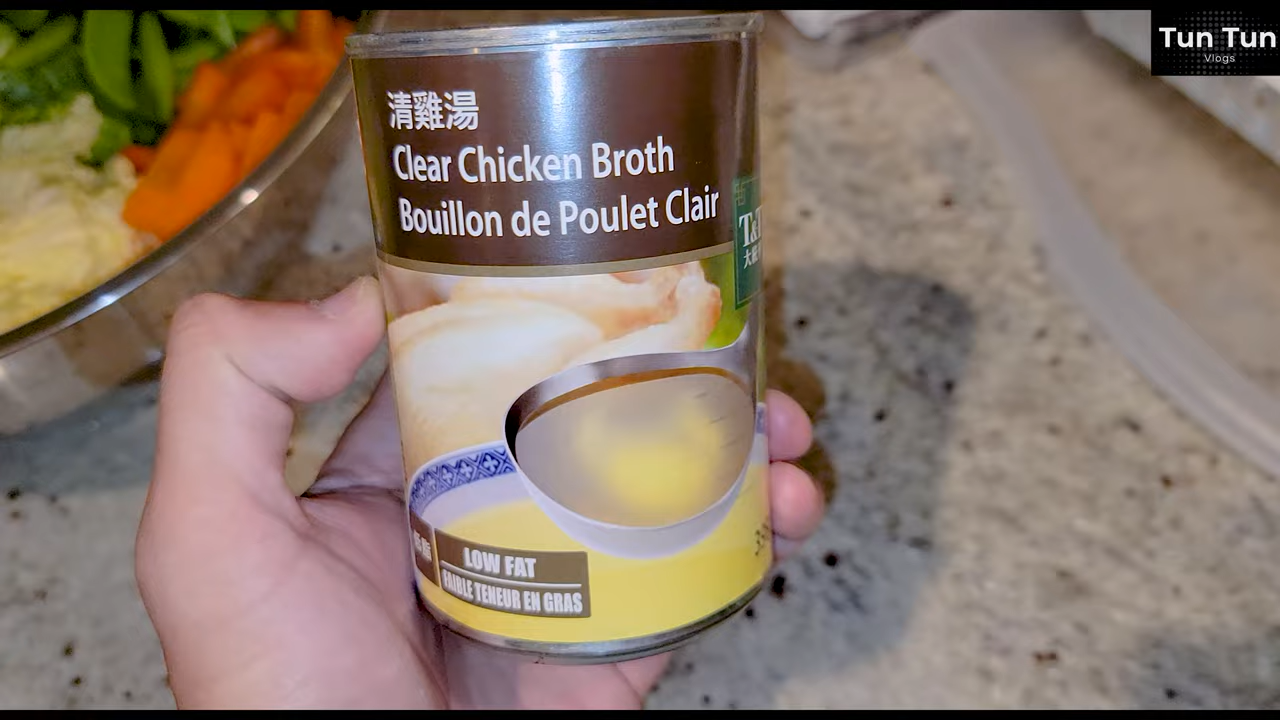 Tun Tun
Vlogs
清雞湯
Clear Chicken Broth
Bouillon de Poulet Clair
LOW FAT
FAIBLE TENEUR EN GRAS